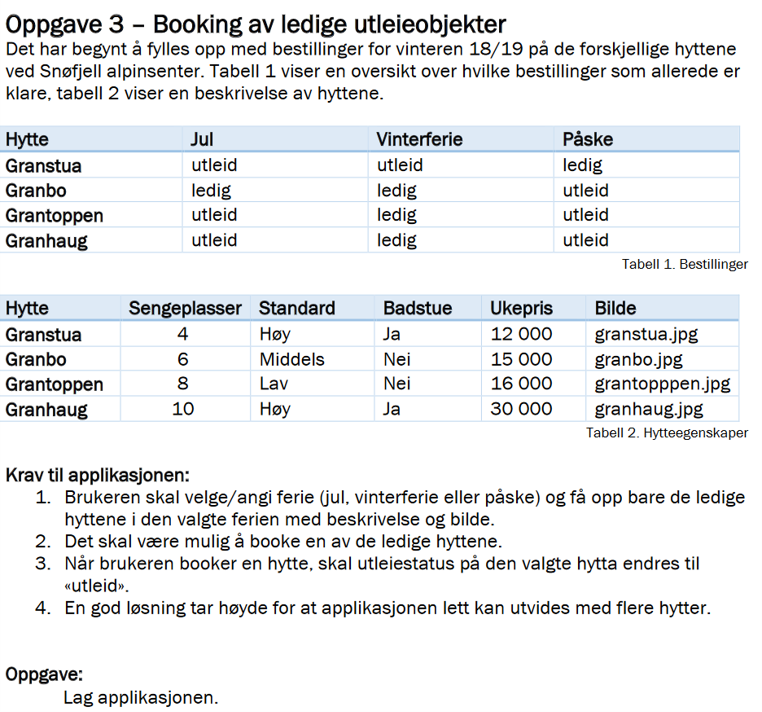 Oppgave 3 – Booking av ledige utleieobjekter
Det har begynt å fylles opp med bestillinger for vinteren 18/19 på de forskjellige hyttene
ved Snøfjell alpinsenter. Tabell 1 viser en oversikt over hvilke bestillinger som allerede er
klare, tabell 2 viser en beskrivelse av hyttene.
Hytte Jul Vinterferie Påske
Granstua utleid utleid ledig
Granbo ledig ledig utleid
Grantoppen utleid ledig utleid
Granhaug utleid ledig utleid
Tabell 1. Bestillinger
Hytte Sengeplasser Standard Badstue Ukepris Bilde
Granstua 4 Høy Ja 12 000 granstua.jpg
Granbo 6 Middels Nei 15 000 granbo.jpg
Grantoppen 8 Lav Nei 16 000 grantopppen.jpg
Granhaug 10 Høy Ja 30 000 granhaug.jpg
Tabell 2. Hytteegenskaper
Krav til applikasjonen:
1. Brukeren skal velge/angi ferie (jul, vinterferie eller påske) og få opp bare de ledige
hyttene i den valgte ferien med beskrivelse og bilde.
2. Det skal være mulig å booke en av de ledige hyttene.
3. Når brukeren booker en hytte, skal utleiestatus på den valgte hytta endres til
«utleid».
4. En god løsning tar høyde for at applikasjonen lett kan utvides med flere hytter.
Oppgave:
Lag applikasjonen.